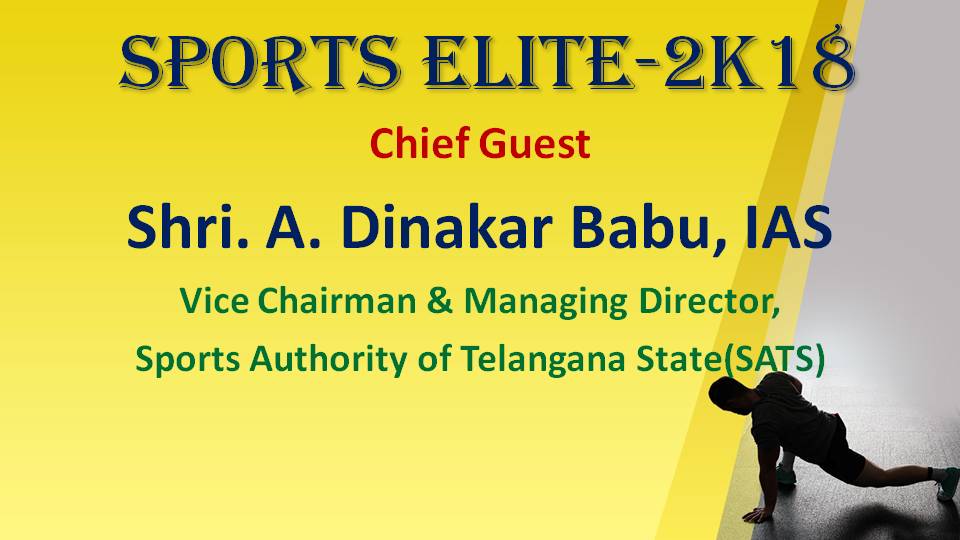 SPORTS ELITE-2K18
Chief Guest
Shri. A. Dinakar Babu, IAS
Vice Chairman & Managing Director,
Sports Authority of Telangana State(SATS)